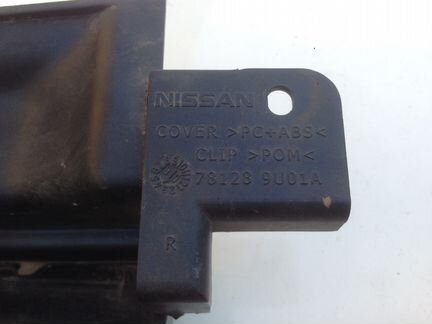 NISSAN
COVER >PC+ABS<
CLIP >POM<
78128 9U01A
R